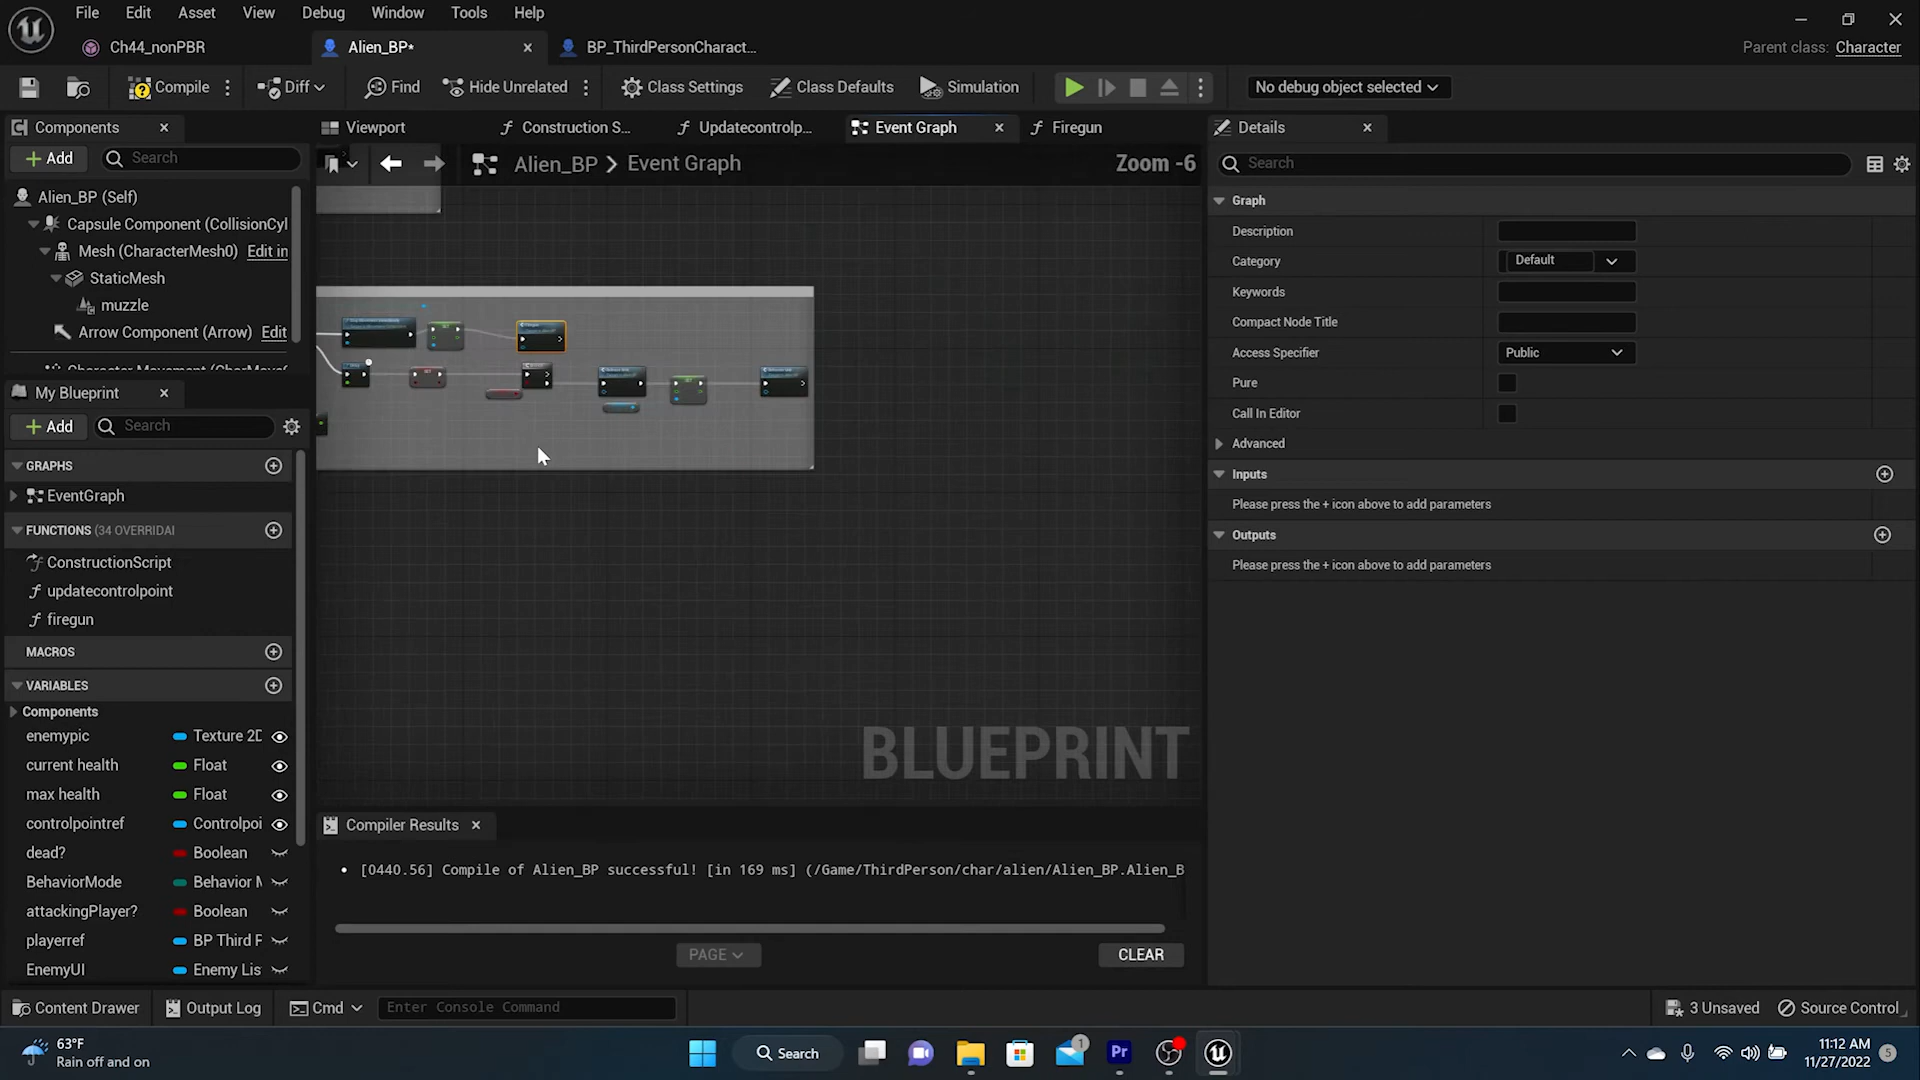 File Edit Asset View Debug Window Tools Help
Ch44_nonPBR Alien_BP* BP_ThirdPersonCharact... Parent class: Character
Compile Diff Find Hide Unrelated Class Settings Class Defaults Simulation No debug object selected
Components Viewport Construction S... Updatecontrolp... Event Graph Firegun Details
Add Search Alien_BP Event Graph Zoom -6 Search
Alien_BP (Self) Graph
Capsule Component (CollisionCyl Description
Mesh (CharacterMesh0) Edit in Category Default
StaticMesh Keywords
muzzle Compact Node Title
Arrow Component (Arrow) Edit Access Specifier Public
My Blueprint Pure
Add Search Call In Editor
Advanced
GRAPHS Inputs
EventGraph Please press the + icon above to add parameters
FUNCTIONS (34 OVERRIDAI Outputs
ConstructionScript Please press the + icon above to add parameters
updatecontrolpoint
firegun
MACROS
VARIABLES
Components
enemypic Texture 2D
current health Float
max health Float
BLUEPRINT
controlpointref Controlpoi Compiler Results
dead? Boolean
BehaviorMode Behavior M [0440.56] Compile of Alien_BP successful! [in 169 ms] (/Game/ThirdPerson/char/alien/Alien_BP.Alien_B
attackingPlayer? Boolean
playerref BP Third P PAGE CLEAR
EnemyUI Enemy Lis
Content Drawer Output Log Cmd Enter Console Command 3 Unsaved Source Control
63°F Search 1 Pr 11:12 AM
Rain off and on 11/27/2022 5